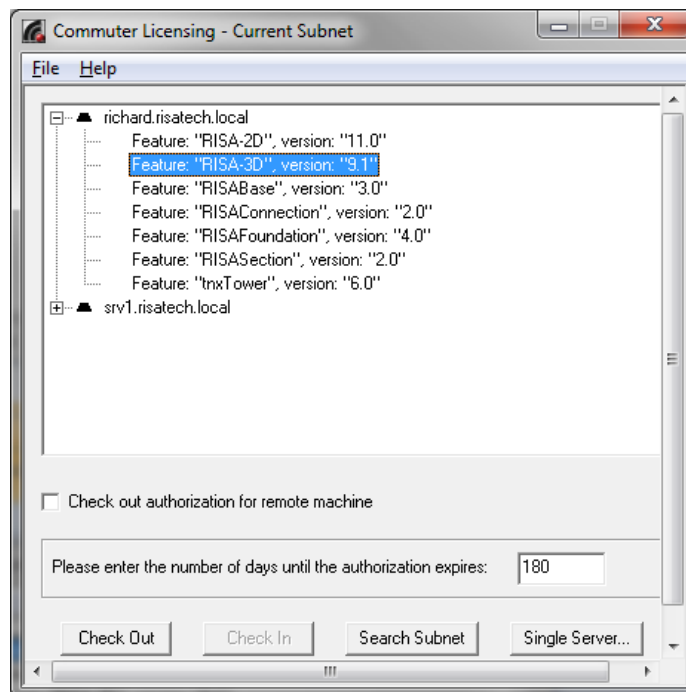 Commuter Licensing - Current Subnet
File Help
richard.risatech.local
Feature: "RISA-2D", version: "11.0"
Feature: "RISA-3D", version: "9.1"
Feature: "RISABase", version: "3.0"
Feature: "RISAConnection", version: "2.0"
Feature: "RISAFoundation", version: "4.0"
Feature: "RISASection", version: "2.0"
Feature: "tnxTower", version: "6.0"
srv1.risatech.local
Check out authorization for remote machine
Please enter the number of days until the authorization expires: 180
Check Out Check In Search Subnet Single Server...